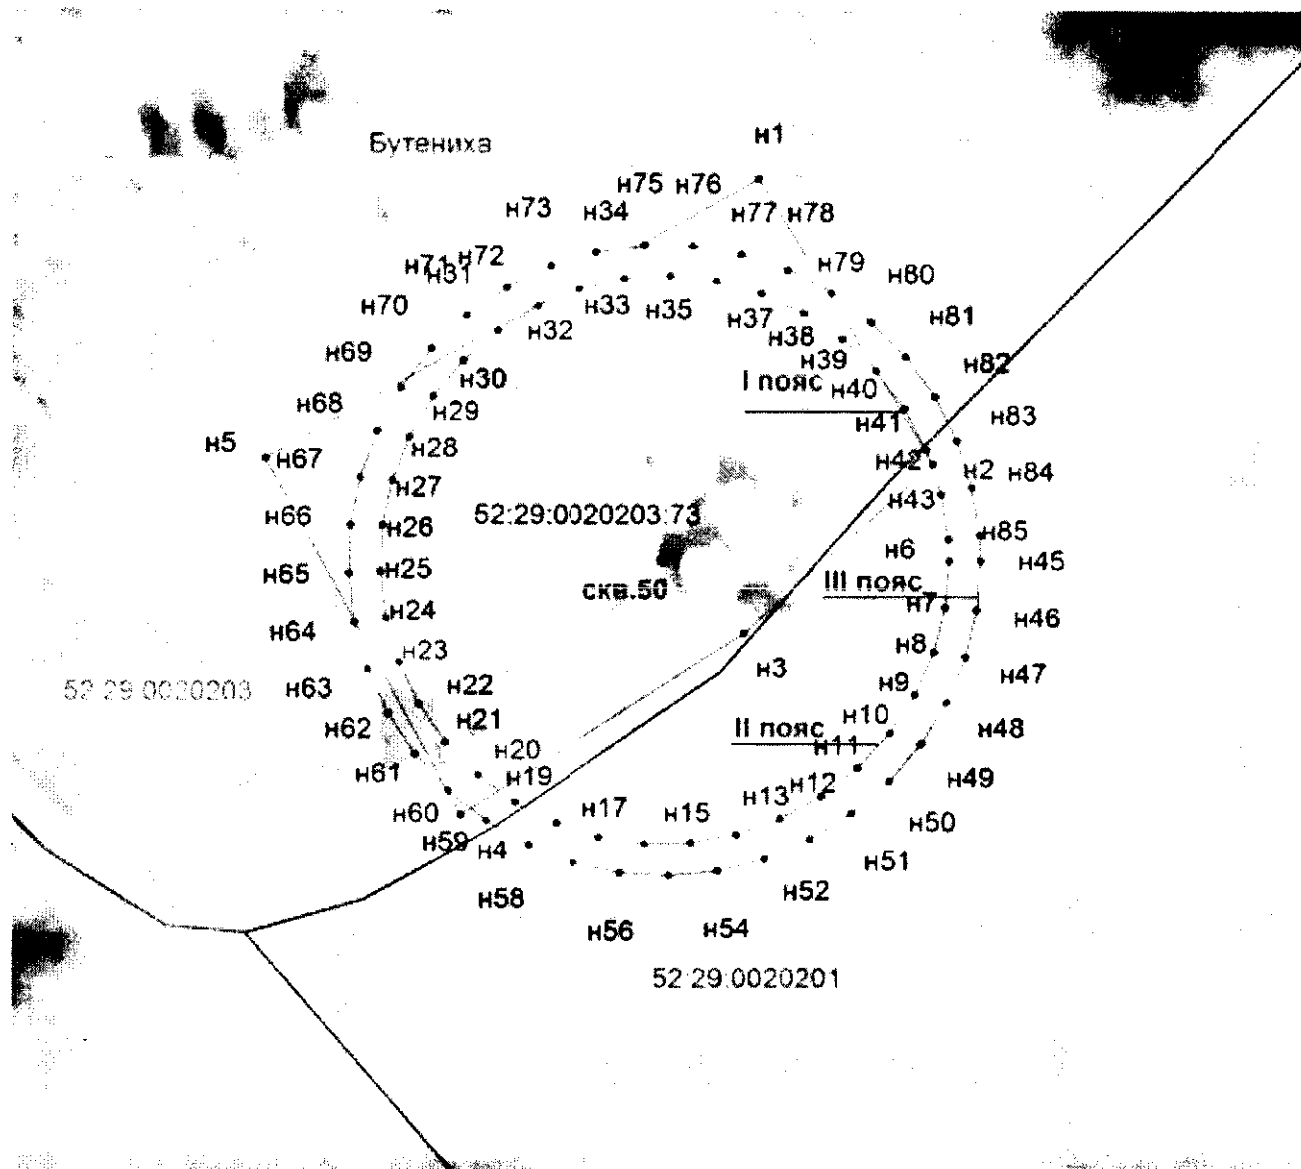 н1
Бутениха
н75 н76
н34
н73
н77 н78
н71 н72
н31
н79
н80
н70
н33
н35
н37
н32
н38
н81
н69
н39
н82
н30
I пояс
н40
н29
н68
н41
н83
н5
н28
н42
н67
н2
н84
н27
н43
52:29:0020203:73
н66
н26
н85
н6
н65
н25
н45
скв.50
III пояс
н7
н24
н46
н64
н8
н23
н3
н47
52:29:0020203
н63
н22
н9
н62
н21
н10
н48
II пояс
н11
н20
н61
н49
н19
н12
н60
н13
н50
н59
н4
н17
н15
н51
н52
н58
н56
н54
52:29:0020201